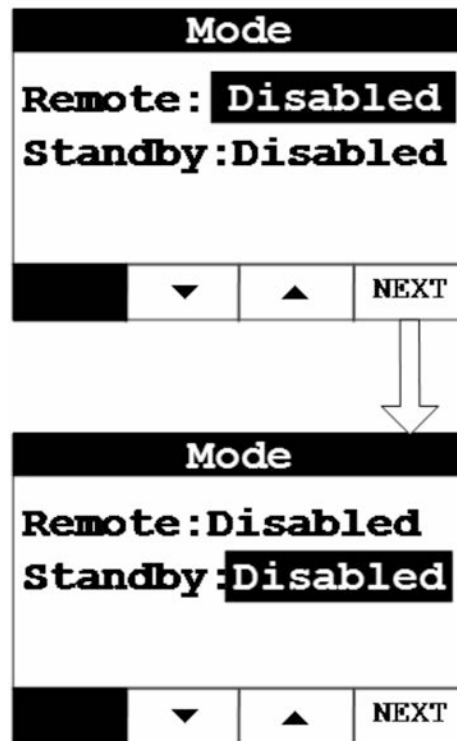 Mode
Remote: Disabled
Standby:Disabled
▼ ▲ NEXT
Mode
Remote:Disabled
Standby:Disabled
▼ ▲ NEXT